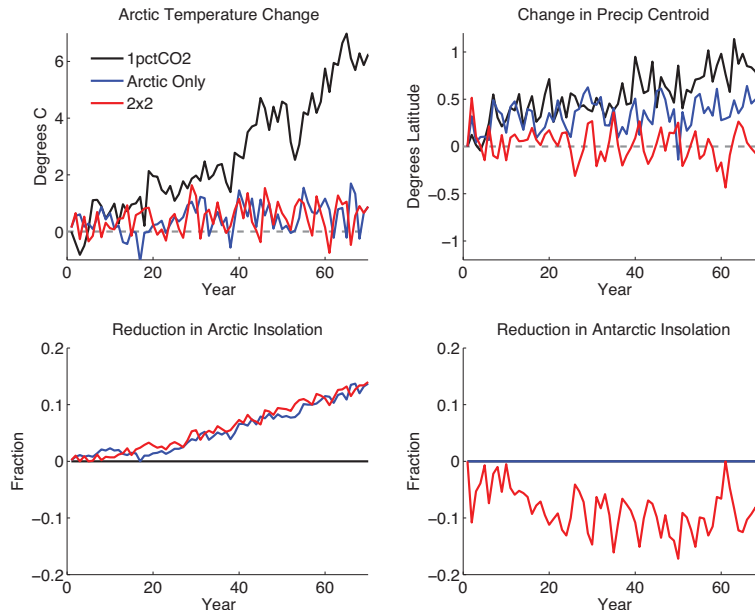 Arctic Temperature Change
Degrees C
6
4
2
0
1pctCO2
Arctic Only
2x2
0
20
40
60
Year
Change in Precip Centroid
Degrees Latitude
1
0.5
0
−0.5
−1
0
20
40
60
Year
Reduction in Arctic Insolation
Fraction
0.2
0.1
0
−0.1
−0.2
0
20
40
60
Year
Reduction in Antarctic Insolation
Fraction
0.2
0.1
0
−0.1
−0.2
0
20
40
60
Year